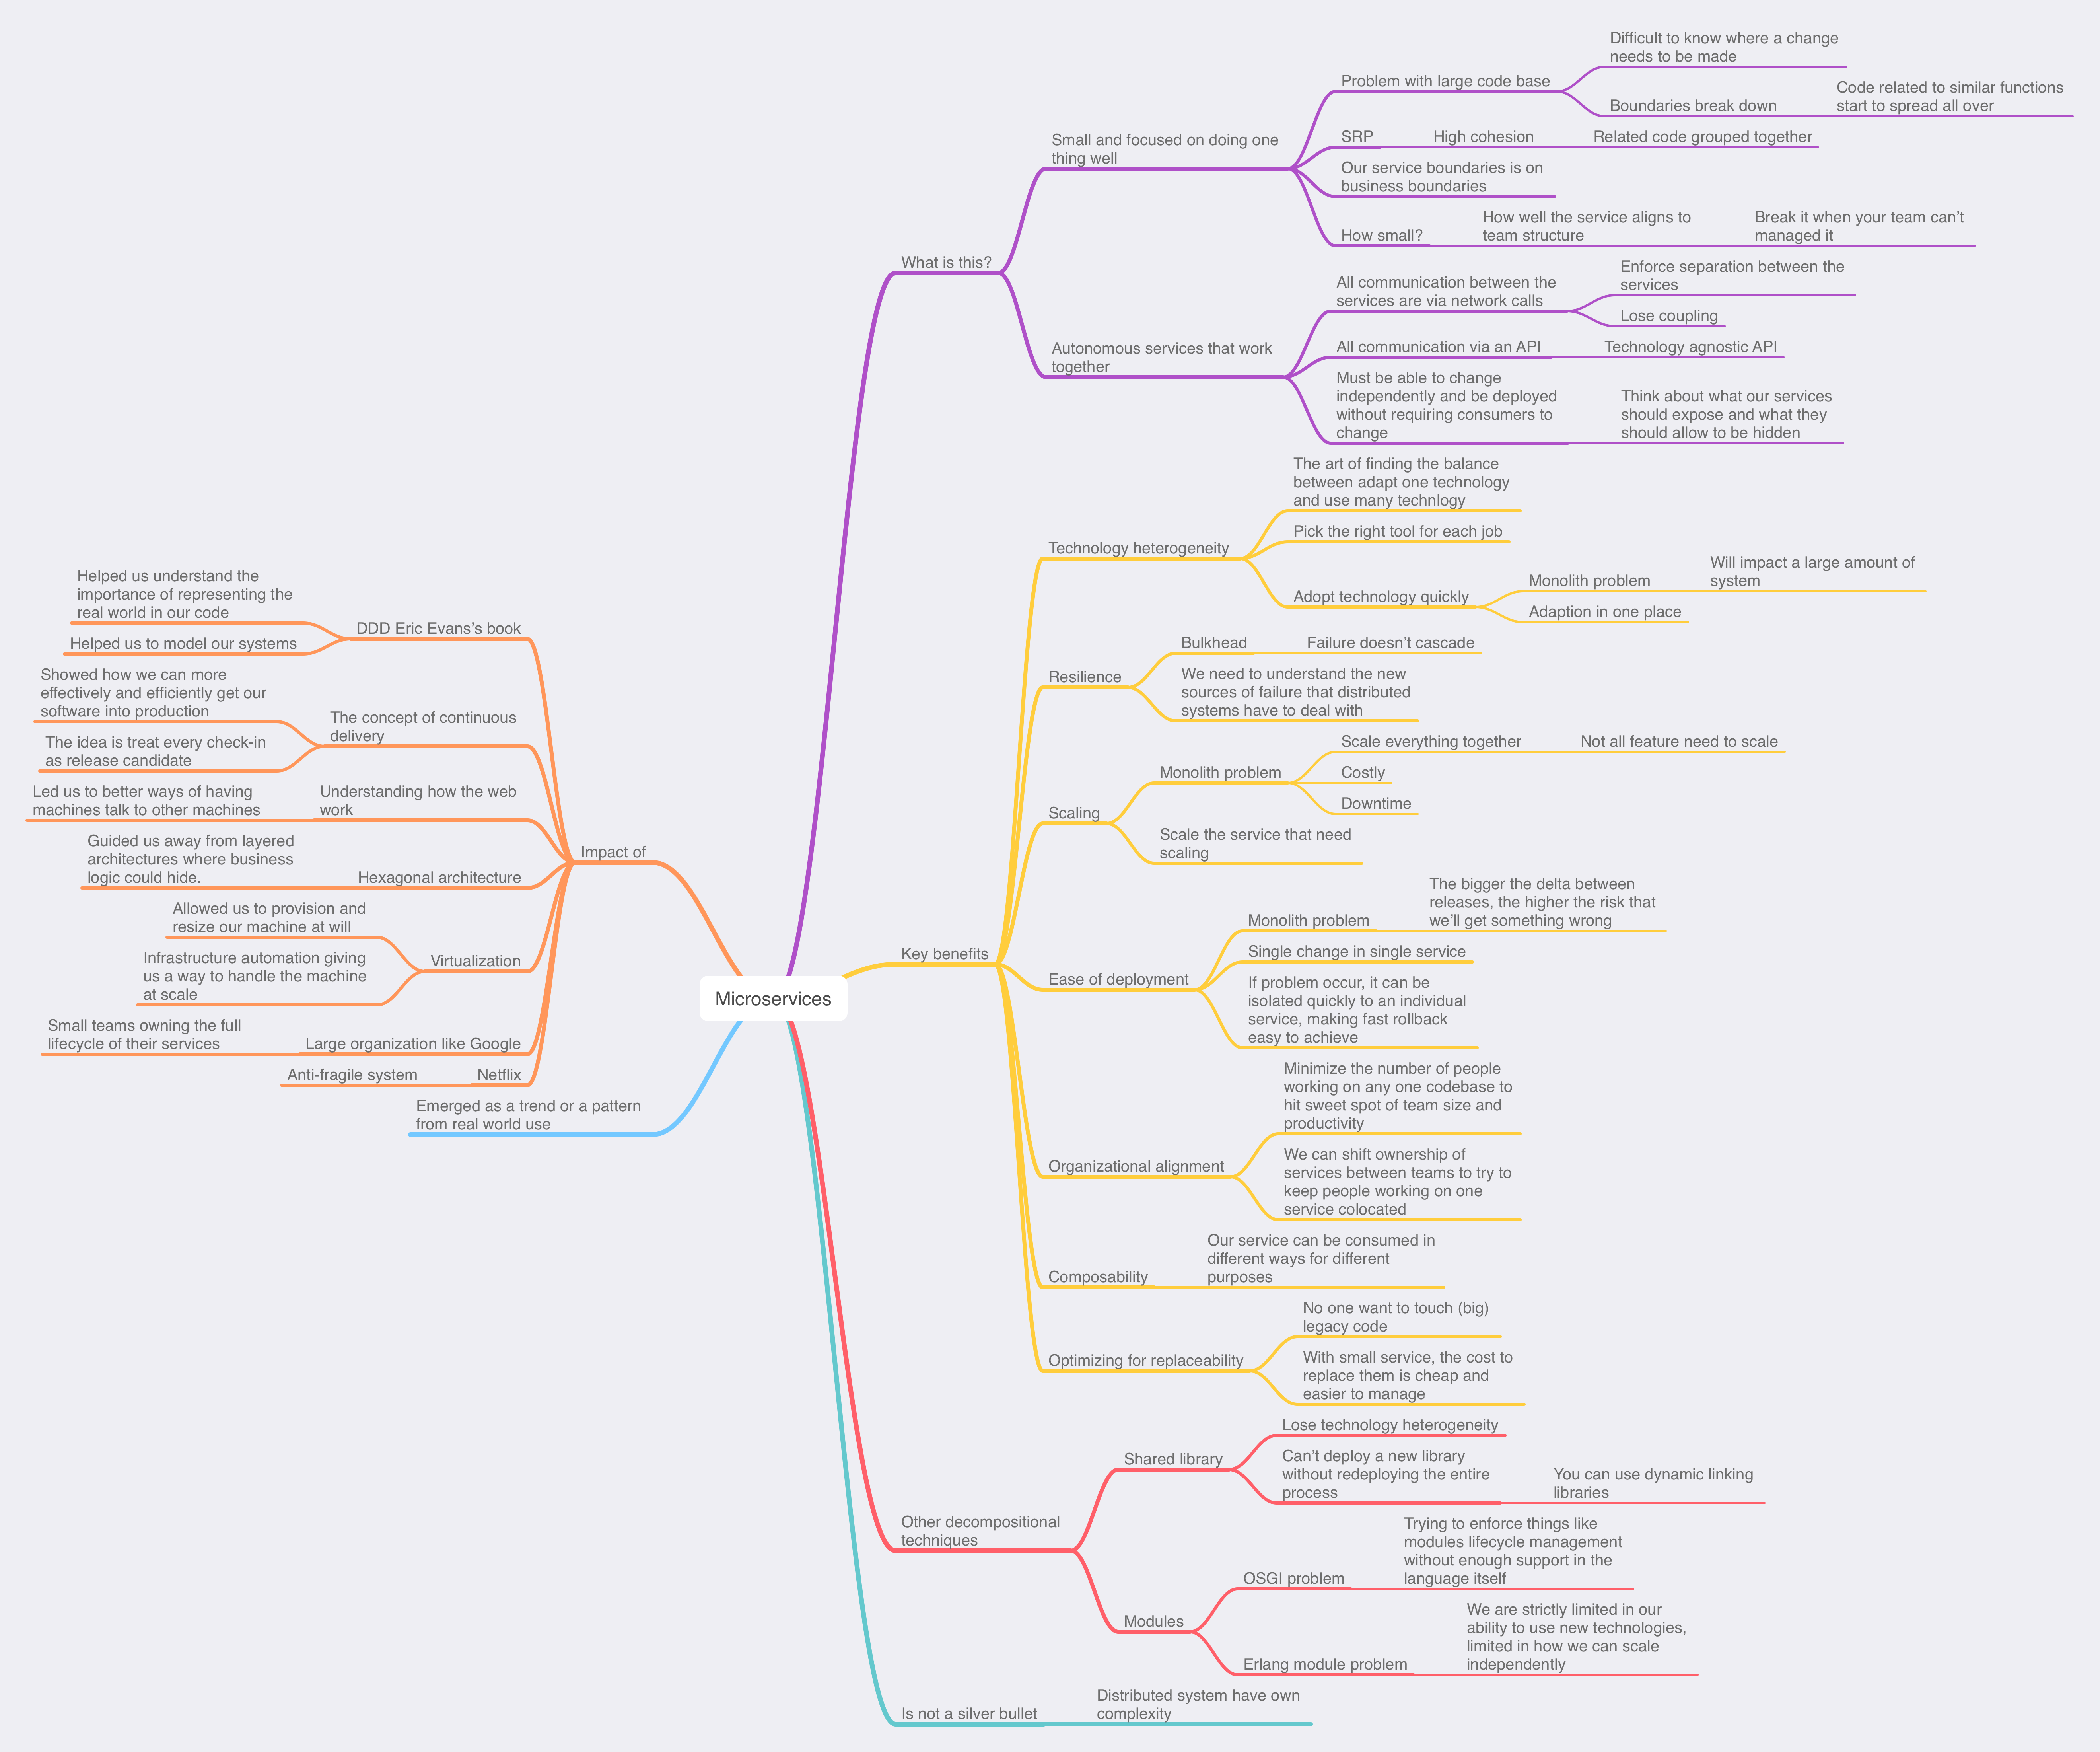 Microservices
What is this?
Small and focused on doing one
thing well
Problem with large code base
Difficult to know where a change
needs to be made
Boundaries break down
Code related to similar functions
start to spread all over
SRP
High cohesion
Related code grouped together
Our service boundaries is on
business boundaries
How small?
How well the service aligns to
team structure
Break it when your team can’t
managed it
Autonomous services that work
together
All communication between the
services are via network calls
Enforce separation between the
services
Lose coupling
All communication via an API
Technology agnostic API
Must be able to change
independently and be deployed
without requiring consumers to
change
Think about what our services
should expose and what they
should allow to be hidden
Key benefits
Technology heterogeneity
The art of finding the balance
between adapt one technology
and use many technlogy
Pick the right tool for each job
Adopt technology quickly
Monolith problem
Will impact a large amount of
system
Adaption in one place
Resilience
Bulkhead
Failure doesn’t cascade
We need to understand the new
sources of failure that distributed
systems have to deal with
Scaling
Monolith problem
Scale everything together
Not all feature need to scale
Costly
Downtime
Scale the service that need
scaling
Ease of deployment
Monolith problem
The bigger the delta between
releases, the higher the risk that
we’ll get something wrong
Single change in single service
If problem occur, it can be
isolated quickly to an individual
service, making fast rollback
easy to achieve
Organizational alignment
Minimize the number of people
working on any one codebase to
hit sweet spot of team size and
productivity
We can shift ownership of
services between teams to try to
keep people working on one
service colocated
Composability
Our service can be consumed in
different ways for different
purposes
Optimizing for replaceability
No one want to touch (big)
legacy code
With small service, the cost to
replace them is cheap and
easier to manage
Other decompositional
techniques
Shared library
Lose technology heterogeneity
Can’t deploy a new library
without redeploying the entire
process
You can use dynamic linking
libraries
Modules
OSGI problem
Trying to enforce things like
modules lifecycle management
without enough support in the
language itself
Erlang module problem
We are strictly limited in our
ability to use new technologies,
limited in how we can scale
independently
Is not a silver bullet
Distributed system have own
complexity
Impact of
DDD Eric Evans’s book
Helped us understand the
importance of representing the
real world in our code
Helped us to model our systems
The concept of continuous
delivery
Showed how we can more
effectively and efficiently get our
software into production
The idea is treat every check-in
as release candidate
Understanding how the web
work
Led us to better ways of having
machines talk to other machines
Hexagonal architecture
Guided us away from layered
architectures where business
logic could hide.
Virtualization
Allowed us to provision and
resize our machine at will
Infrastructure automation giving
us a way to handle the machine
at scale
Large organization like Google
Small teams owning the full
lifecycle of their services
Netflix
Anti-fragile system
Emerged as a trend or a pattern
from real world use